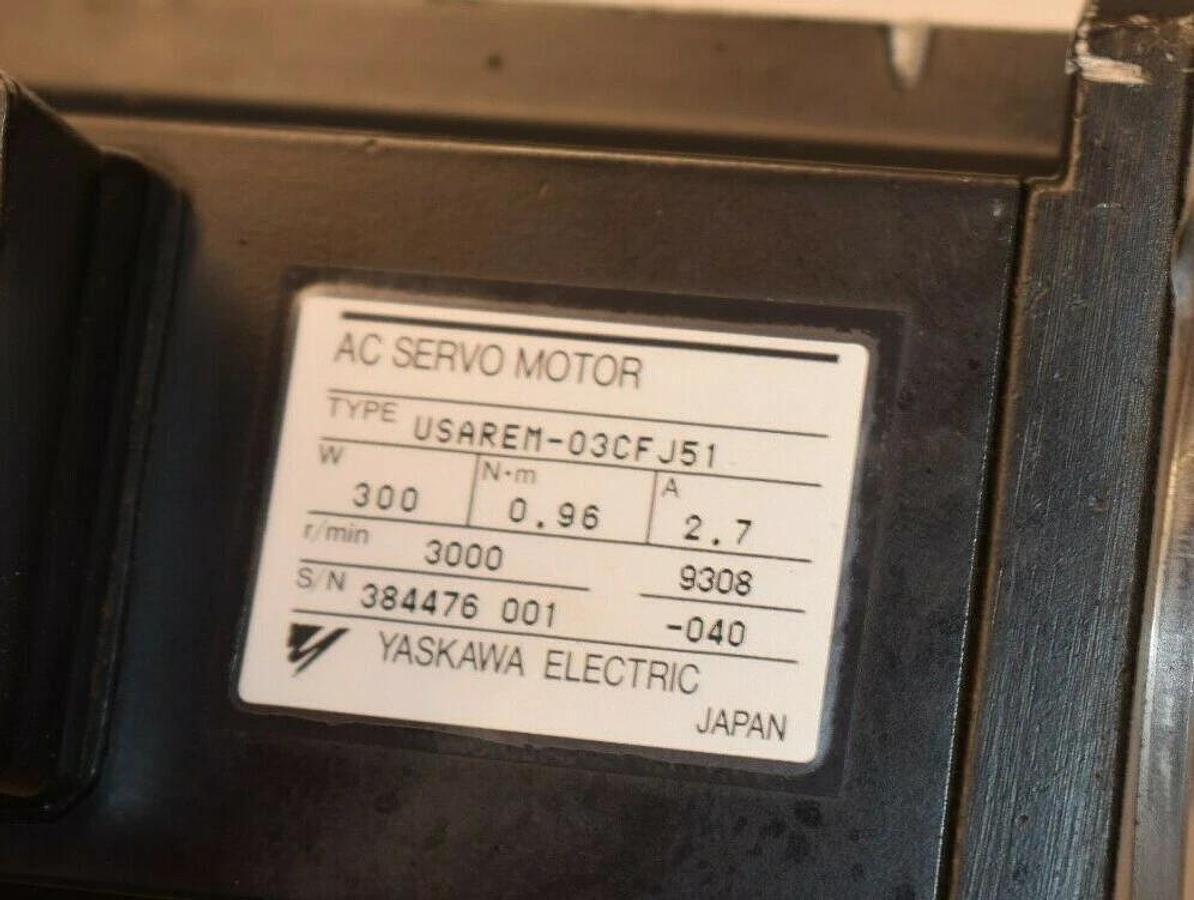 AC SERVO MOTOR
TYPE USAREM-03CFJ51
W 300 N·m 0.96 A 2.7
r/min 3000 9308
S/N 384476 001 -040
YASKAWA ELECTRIC
JAPAN